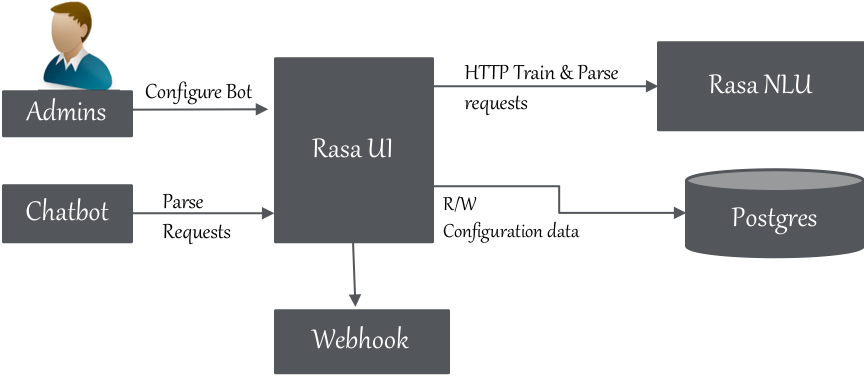 Admins
Configure Bot
Chatbot
Parse
Requests
Rasa UI
HTTP Train & Parse
requests
Rasa NLU
R/W
Configuration data
Postgres
Webhook